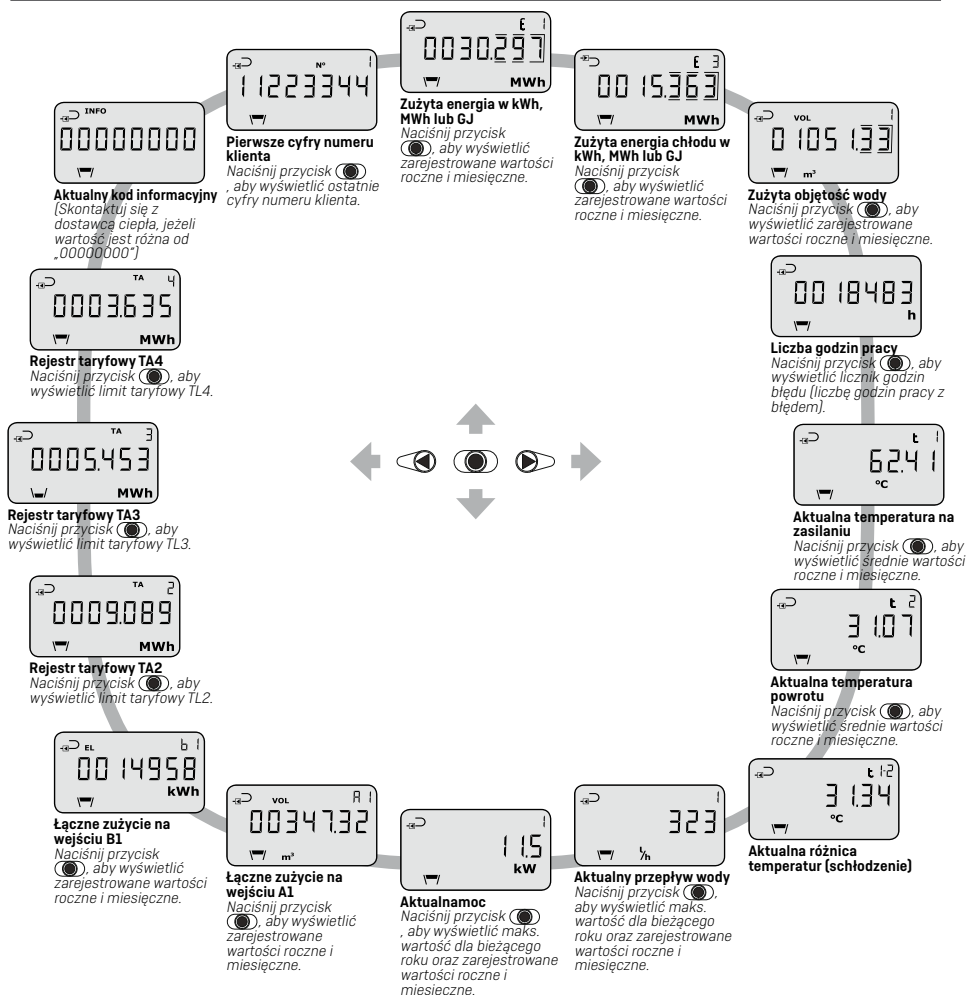 E 1
0030.297
MWh
Zużyta energia w kWh,
MWh lub GJ
Naciśnij przycisk
, aby wyświetlić
zarejestrowane wartości
roczne i miesięczne.
E 3
0015.363
MWh
Zużyta energia chłodu w
kWh, MWh lub GJ
Naciśnij przycisk
, aby wyświetlić
zarejestrowane wartości
roczne i miesięczne.
VOL 1
01051.33
m³
Zużyta objętość wody
Naciśnij przycisk , aby
wyświetlić zarejestrowane
wartości roczne i miesięczne.
0018483
h
Liczba godzin pracy
Naciśnij przycisk , aby
wyświetlić licznik godzin
błędu (liczbę godzin pracy z
błędem).
t 1
62.41
°C
Aktualna temperatura na
zasilaniu
Naciśnij przycisk , aby
wyświetlić średnie wartości
roczne i miesięczne.
t 2
31.07
°C
Aktualna temperatura
powrotu
Naciśnij przycisk , aby
wyświetlić średnie wartości
roczne i miesięczne.
t 1-2
31.34
°C
Aktualna różnica
temperatur (schłodzenie)
1
323
l/h
Aktualny przepływ wody
Naciśnij przycisk ,
aby wyświetlić maks.
wartość dla bieżącego
roku oraz zarejestrowane
wartości roczne i
miesięczne.
1
11.5
kW
Aktualnamoc
Naciśnij przycisk
, aby wyświetlić maks.
wartość dla bieżącego
roku oraz zarejestrowane
wartości roczne i
miesięczne.
VOL A1
00347.32
m³
Łączne zużycie na
wejściu A1
Naciśnij przycisk
, aby wyświetlić
zarejestrowane
wartości roczne i
miesięczne.
EL b1
0014958
kWh
Łączne zużycie na
wejściu B1
Naciśnij przycisk
, aby wyświetlić
zarejestrowane wartości
roczne i miesięczne.
TA 2
0009.089
MWh
Rejestr taryfowy TA2
Naciśnij przycisk , aby
wyświetlić limit taryfowy TL2.
TA 3
0005.453
MWh
Rejestr taryfowy TA3
Naciśnij przycisk , aby
wyświetlić limit taryfowy TL3.
TA 4
0003.635
MWh
Rejestr taryfowy TA4
Naciśnij przycisk , aby
wyświetlić limit taryfowy TL4.
INFO
00000000
Aktualny kod informacyjny
(Skontaktuj się z
dostawcą ciepła, jeżeli
wartość jest różna od
„00000000“)
N° 1
11223344
Pierwsze cyfry numeru
klienta
Naciśnij przycisk
, aby wyświetlić ostatnie
cyfry numeru klienta.